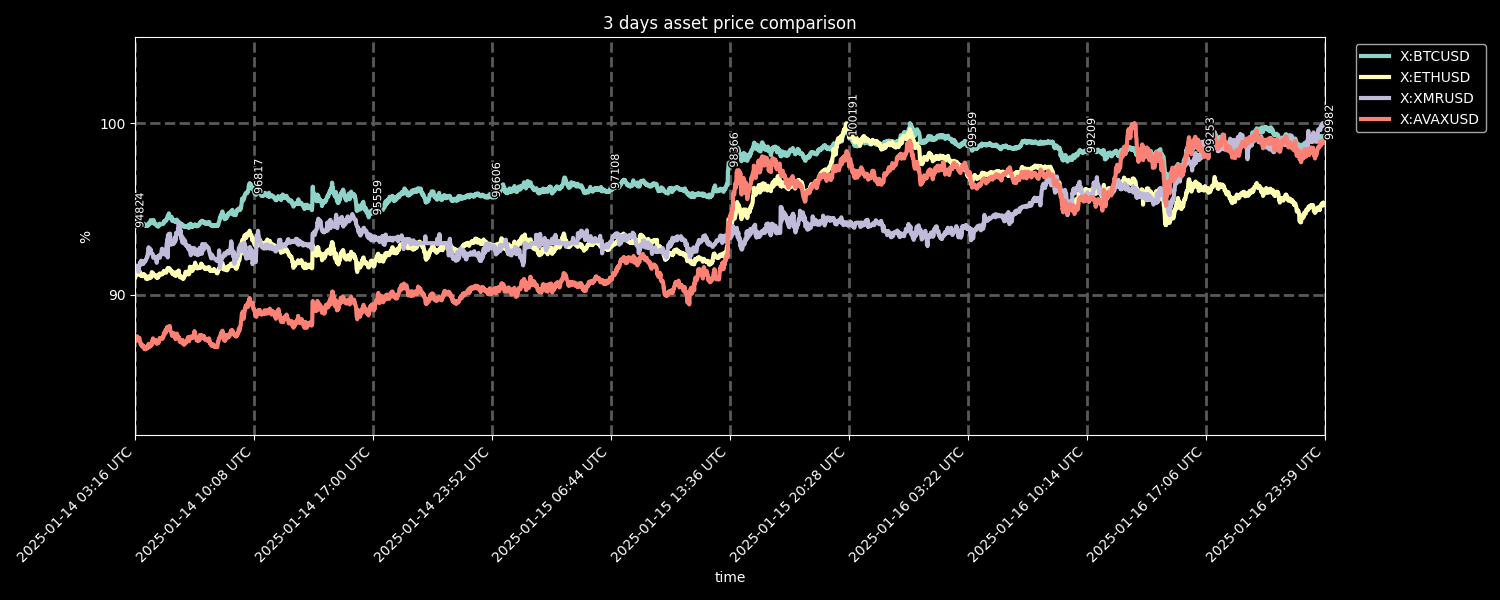 3 days asset price comparison
X:BTCUSD
X:ETHUSD
X:XMRUSD
X:AVAXUSD
100
90
%
94824
96817
95559
96606
97108
98366
100191
99569
99209
99253
99982
2025-01-14 03:16 UTC
2025-01-14 10:08 UTC
2025-01-14 17:00 UTC
2025-01-14 23:52 UTC
2025-01-15 06:44 UTC
2025-01-15 13:36 UTC
2025-01-15 20:28 UTC
2025-01-16 03:22 UTC
2025-01-16 10:14 UTC
2025-01-16 17:06 UTC
2025-01-16 23:59 UTC
time